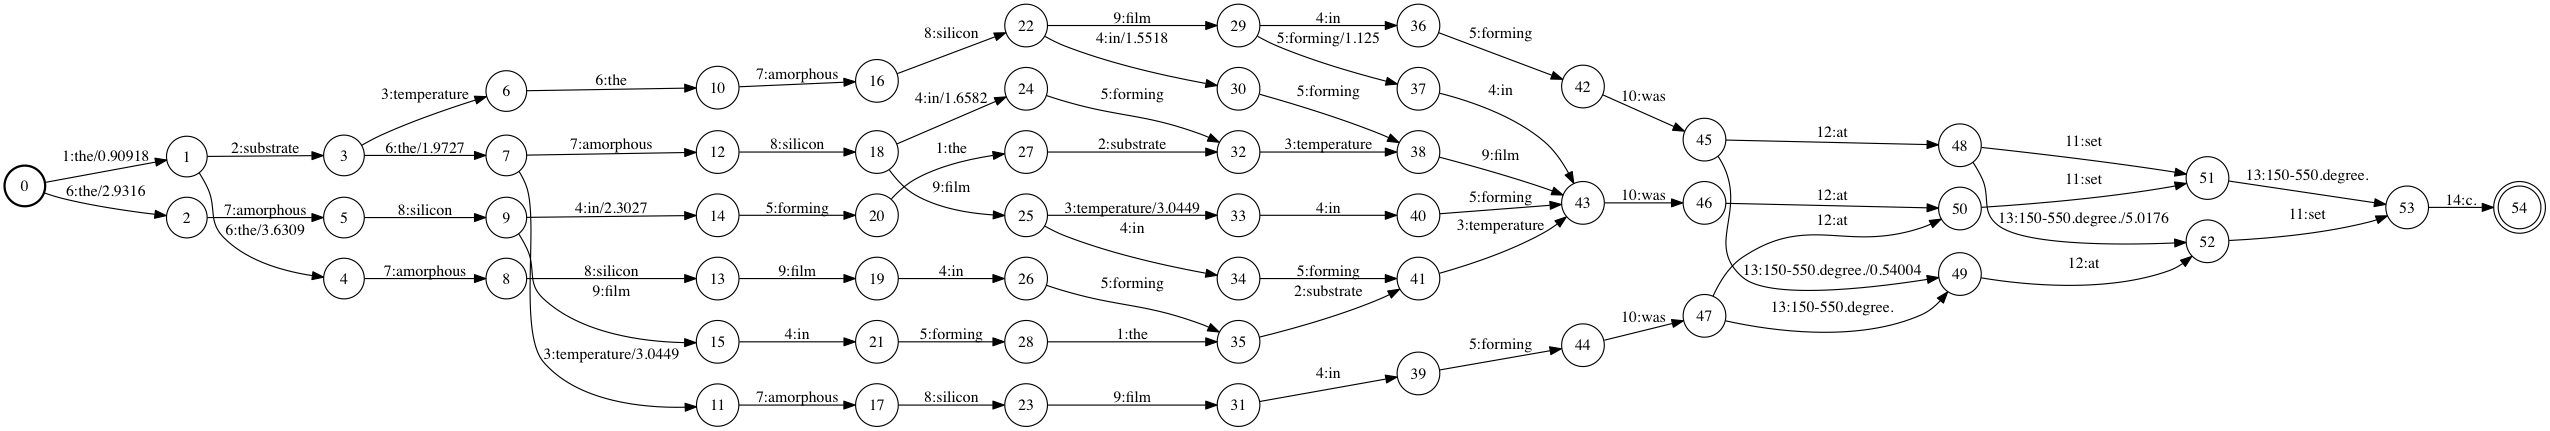 0
1:the/0.90918
6:the/2.9316
1
2
2:substrate
6:the/3.6309
7:amorphous
3
4
5
3:temperature
6:the/1.9727
7:amorphous
8:silicon
6
7
8
9
6:the
7:amorphous
3:temperature/3.0449
9:film
8:silicon
9:film
4:in/2.3027
10
11
12
13
14
15
7:amorphous
7:amorphous
8:silicon
9:film
5:forming
4:in
16
17
18
19
20
21
8:silicon
8:silicon
4:in/1.6582
9:film
4:in
1:the
5:forming
22
23
24
25
26
27
28
9:film
4:in/1.5518
9:film
5:forming
3:temperature/3.0449
4:in
5:forming
2:substrate
1:the
29
30
31
32
33
34
35
4:in
5:forming/1.125
5:forming
4:in
3:temperature
4:in
5:forming
2:substrate
36
37
38
39
40
41
5:forming
4:in
9:film
5:forming
5:forming
3:temperature
42
43
44
10:was
10:was
10:was
45
46
47
12:at
13:150-550.degree./0.54004
12:at
12:at
13:150-550.degree.
48
49
50
11:set
13:150-550.degree./5.0176
12:at
11:set
51
52
13:150-550.degree.
11:set
53
14:c.
54